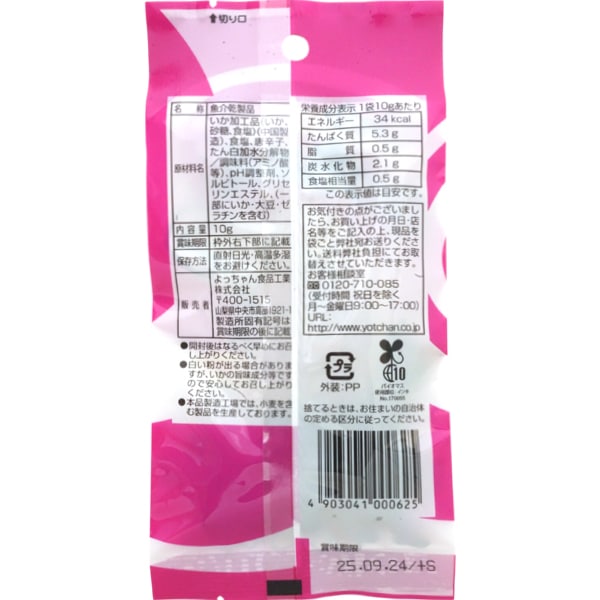 ⬆切り口
名 称 魚介乾製品
原材料名 いか加工品(いか、
砂糖、食塩)(中国製
造)、食塩、唐辛子、
たん白加水分解物
/調味料(アミノ酸
等)、pH調整剤、ソ
ルビトール、グリセ
リンエステル、(一
部にいか・大豆・ゼ
ラチンを含む)
内容量 10g
賞味期限 枠外右下部に記載
保存方法 直射日光・高温多湿
をお避けください。
販売者 よっちゃん食品工業
株式会社
〒400-1515
山梨県中央市高部1921-1
製造所固有記号は
賞味期限の後に記載
●開封後はなるべく早めにお召
し上がりください。
●白い粉が出る場合がありま
すが、いかの旨味成分等です
ので安心してお召し上がり
ください。
●本品製造工場では、小麦を含
む製品を生産しております。
栄養成分表示 1袋10gあたり
エネルギー 34kcal
たんぱく質 5.3g
脂質 0.5g
炭水化物 2.1g
食塩相当量 0.5g
この表示値は目安です。
お気付きの点がございまし
たら、お買い上げの月日・店
名等をご記入の上、現品を
袋ごと弊社宛お送りください。
送料弊社負担にてお取
替えさせていただきます。
お客様相談室
0120-710-085
(受付時間 祝日を除く
月~金曜日9:00~17:00)
URL:
http://www.yotchan.co.jp
プラ
外装:PP
10
バイオマス
使用部位:インキ
No.170005
捨てるときは、お住まいの自治体
の定める区分に従ってください。
4 903041 000625
賞味期限
25.09.24/+S